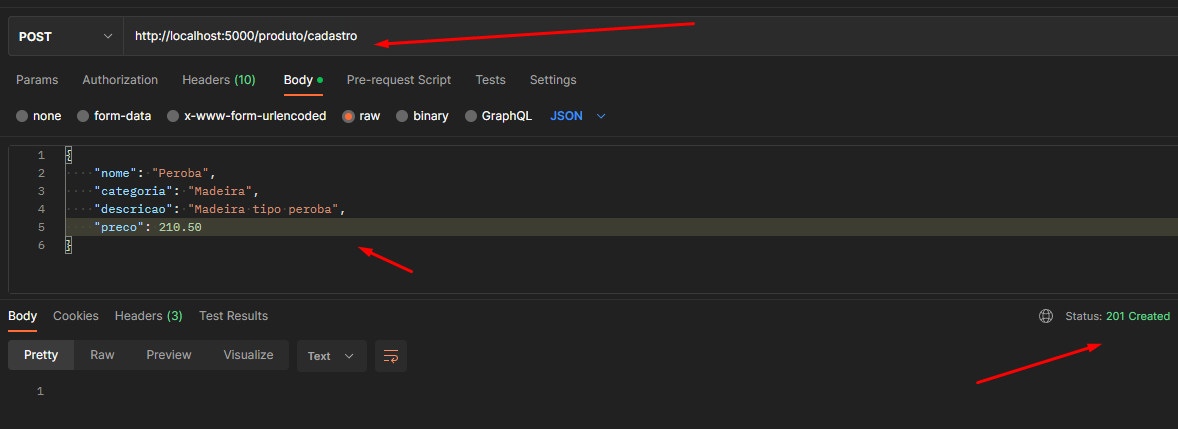 POST http://localhost:5000/produto/cadastro
Params Authorization Headers (10) Body Pre-request Script Tests Settings
none form-data x-www-form-urlencoded raw binary GraphQL JSON
1 {
2 "nome": "Peroba",
3 "categoria": "Madeira",
4 "descricao": "Madeira tipo peroba",
5 "preco": 210.50
6 }
Body Cookies Headers (3) Test Results Status: 201 Created
Pretty Raw Preview Visualize Text
1